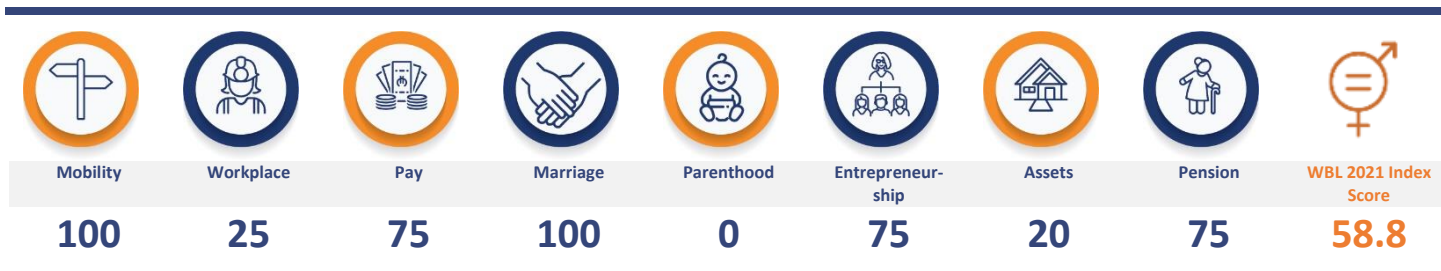 Mobility Workplace Pay Marriage Parenthood Entrepreneur-
ship Assets Pension WBL 2021 Index
Score
100 25 75 100 0 75 20 75 58.8